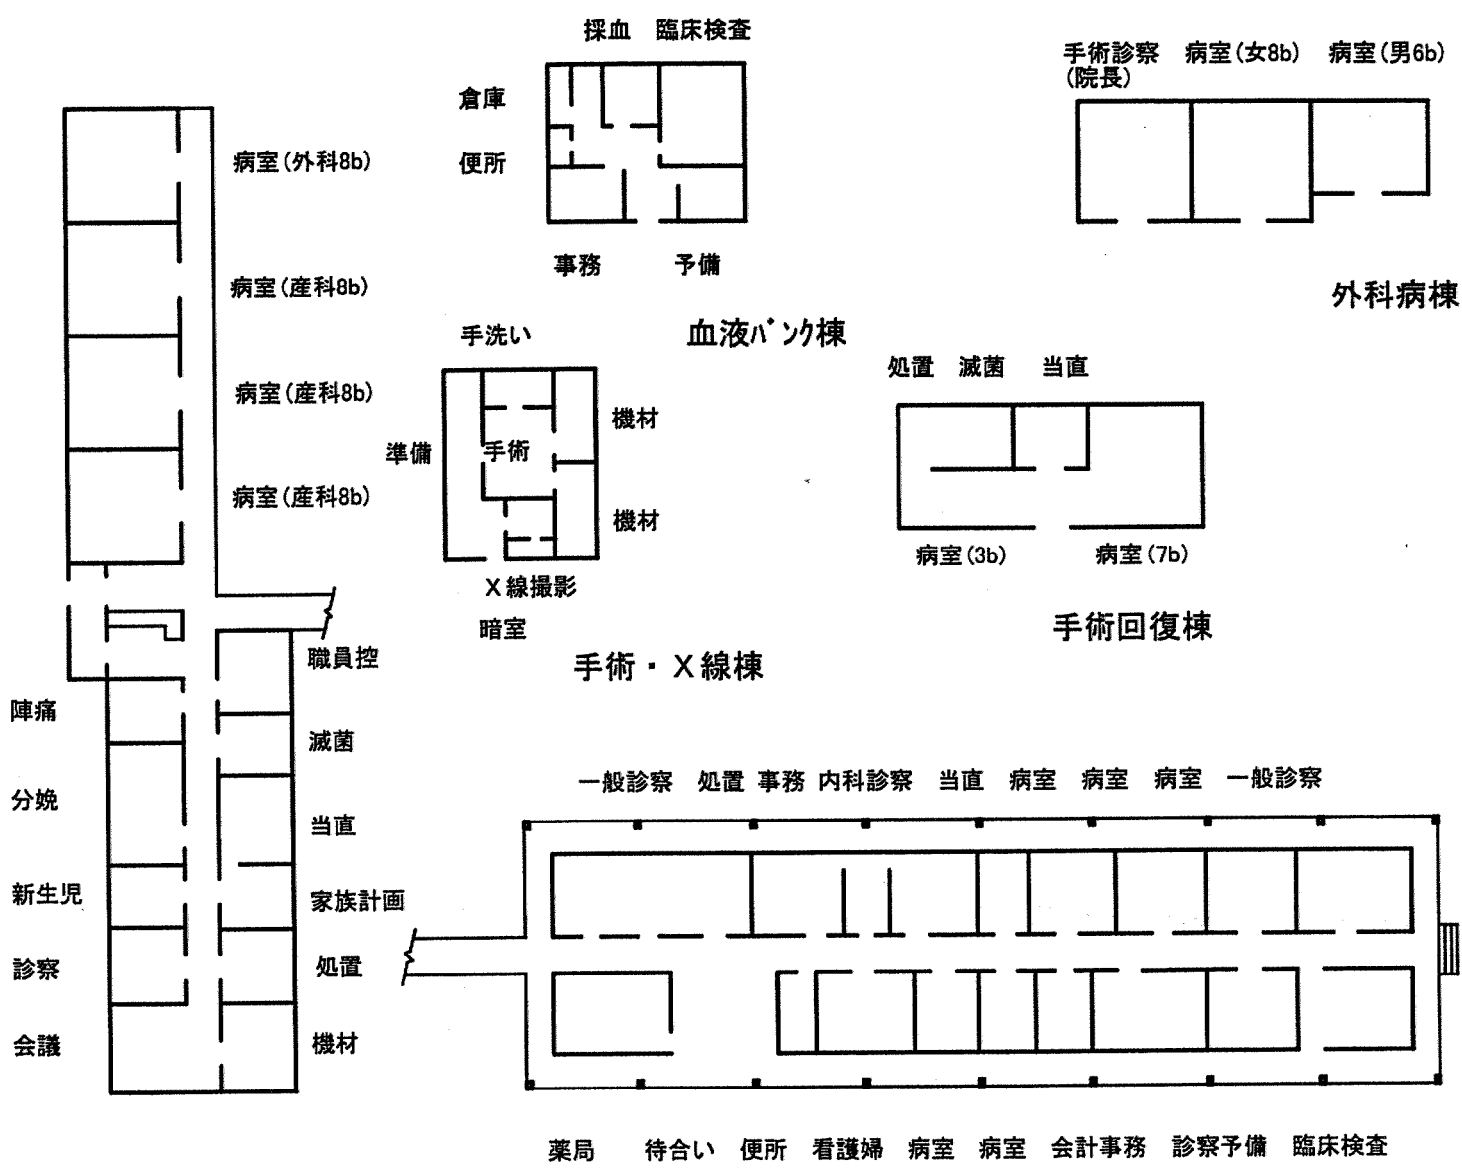 採血 臨床検査
倉庫
便所
事務 予備
血液ﾊﾞﾝｸ棟
手術診察 病室(女8b) 病室(男6b)
(院長)
外科病棟
病室(外科8b)
病室(産科8b)
病室(産科8b)
病室(産科8b)
手洗い
機材
準備
手術
機材
X線撮影
暗室
手術・X線棟
処置 滅菌 当直
病室(3b) 病室(7b)
手術回復棟
職員控
陣痛
滅菌
分娩
当直
新生児
家族計画
診察
処置
会議
機材
一般診察 処置 事務 内科診察 当直 病室 病室 病室 一般診察
薬局 待合い 便所 看護婦 病室 病室 会計事務 診察予備 臨床検査